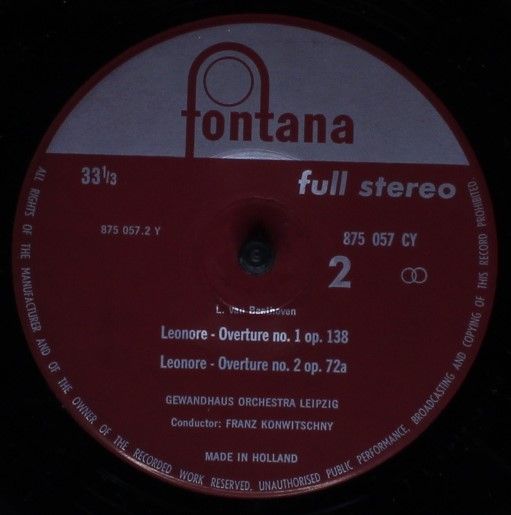 fontana
33 1/3
full stereo
875 057.2 Y
875 057 CY
2
L. van Beethoven
Leonore - Overture no. 1 op. 138
Leonore - Overture no. 2 op. 72a
GEWANDHAUS ORCHESTRA LEIPZIG
Conductor: FRANZ KONWITSCHNY
MADE IN HOLLAND
ALL RIGHTS OF THE MANUFACTURER AND OF THE OWNER OF THE RECORDED WORK RESERVED. UNAUTHORISED PUBLIC PERFORMANCE, BROADCASTING AND COPYING OF THIS RECORD PROHIBITED.